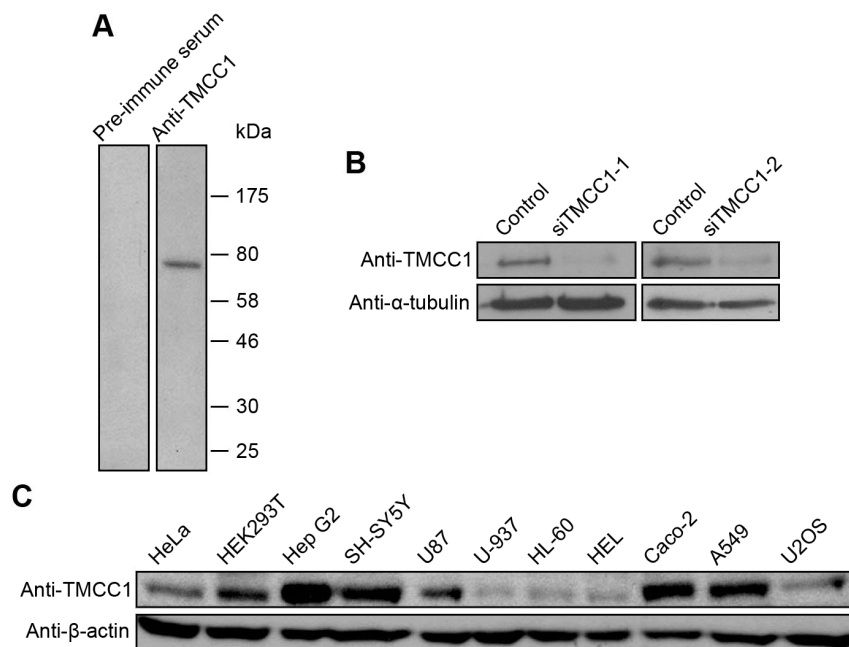 A
Pre-immune serum
Anti-TMCC1
kDa
175
80
58
46
30
25
B
Control
siTMCC1-1
Control
siTMCC1-2
Anti-TMCC1
Anti-α-tubulin
C
HeLa
HEK293T
Hep G2
SH-SY5Y
U87
U-937
HL-60
HEL
Caco-2
A549
U2OS
Anti-TMCC1
Anti-β-actin